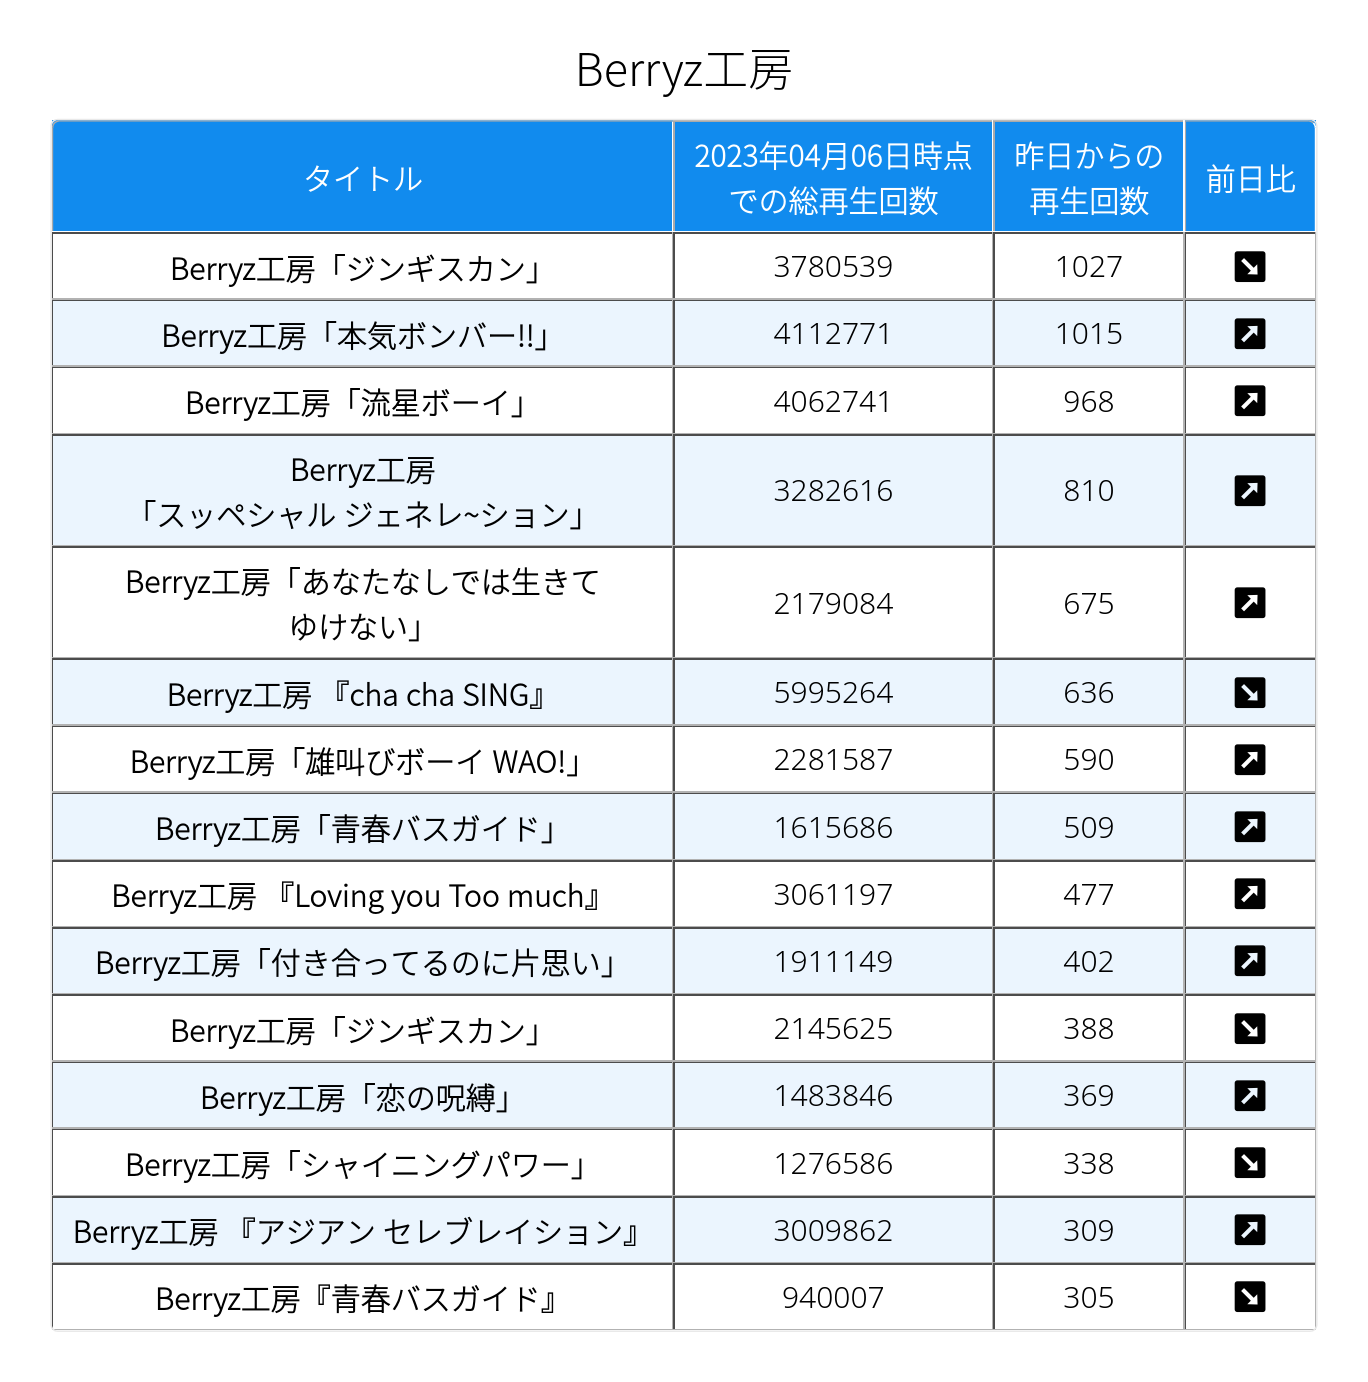 Berryz工房
タイトル
2023年04月06日時点
での総再生回数
昨日からの
再生回数
前日比
Berryz工房「ジンギスカン」 3780539 1027
Berryz工房「本気ボンバー!!」 4112771 1015
Berryz工房「流星ボーイ」 4062741 968
Berryz工房
「スッペシャル ジェネレ~ション」
3282616 810
Berryz工房「あなたなしでは生きて
ゆけない」
2179084 675
Berryz工房 『cha cha SING』 5995264 636
Berryz工房「雄叫びボーイ WAO!」 2281587 590
Berryz工房「青春バスガイド」 1615686 509
Berryz工房 『Loving you Too much』 3061197 477
Berryz工房「付き合ってるのに片思い」 1911149 402
Berryz工房「ジンギスカン」 2145625 388
Berryz工房「恋の呪縛」 1483846 369
Berryz工房「シャイニングパワー」 1276586 338
Berryz工房 『アジアン セレブレイション』 3009862 309
Berryz工房『青春バスガイド』 940007 305